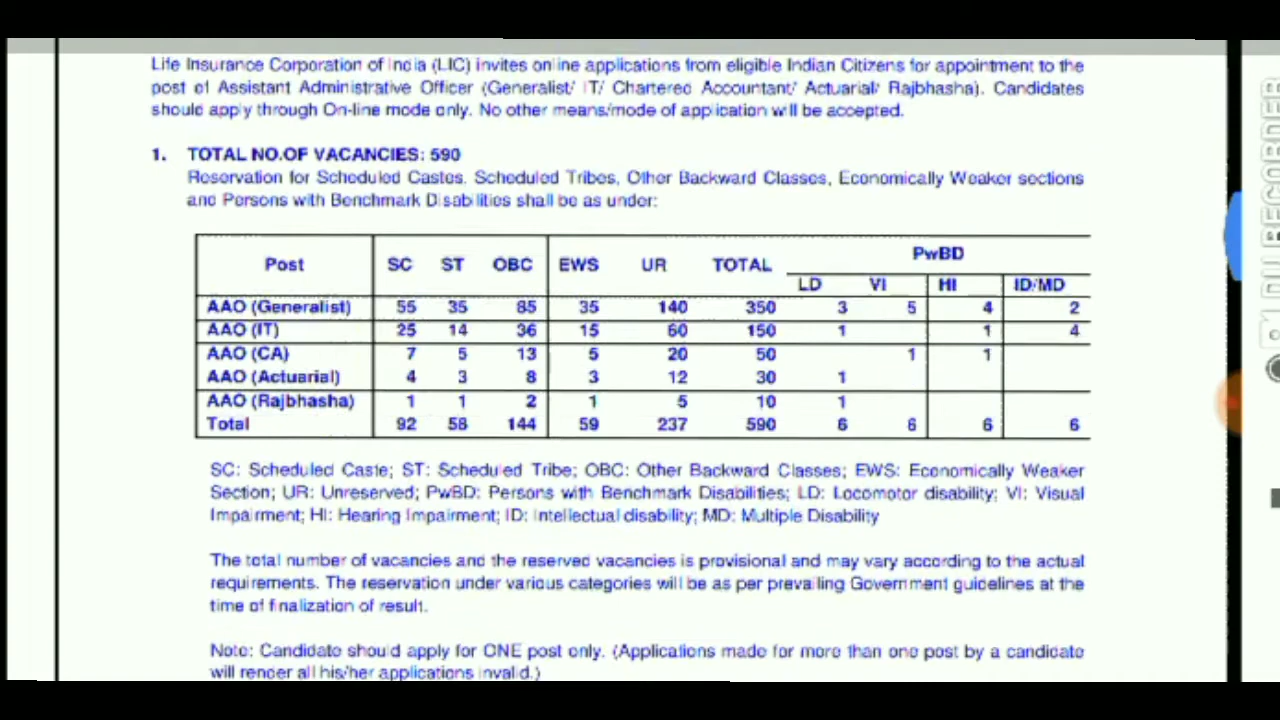 Life Insurance Corporation of India (LIC) invites online applications from eligible Indian Citizens for appointment to the
post of Assistant Administrative Officer (Generalist/ IT/ Chartered Accountant/ Actuarial/ Rajbhasha). Candidates
should apply through On-line mode only. No other means/mode of application will be accepted.
1. TOTAL NO.OF VACANCIES: 590
Reservation for Scheduled Castes, Scheduled Tribes, Other Backward Classes, Economically Weaker sections
and Persons with Benchmark Disabilities shall be as under:
Post SC ST OBC EWS UR TOTAL PwBD
LD VI HI ID/MD
AAO (Generalist) 55 35 85 35 140 350 3 5 4 2
AAO (IT) 25 14 36 15 60 150 1 1 4
AAO (CA) 7 5 13 5 20 50 1 1
AAO (Actuarial) 4 3 8 3 12 30 1
AAO (Rajbhasha) 1 1 2 1 5 10 1
Total 92 58 144 59 237 590 6 6 6 6
SC: Scheduled Caste; ST: Scheduled Tribe; OBC: Other Backward Classes; EWS: Economically Weaker
Section; UR: Unreserved; PwBD: Persons with Benchmark Disabilities; LD: Locomotor disability; VI: Visual
Impairment; HI: Hearing Impairment; ID: Intellectual disability; MD: Multiple Disability
The total number of vacancies and the reserved vacancies is provisional and may vary according to the actual
requirements. The reservation under various categories will be as per prevailing Government guidelines at the
time of finalization of result.
Note: Candidate should apply for ONE post only. (Applications made for more than one post by a candidate
will render all his/her applications invalid.)
RECORDER